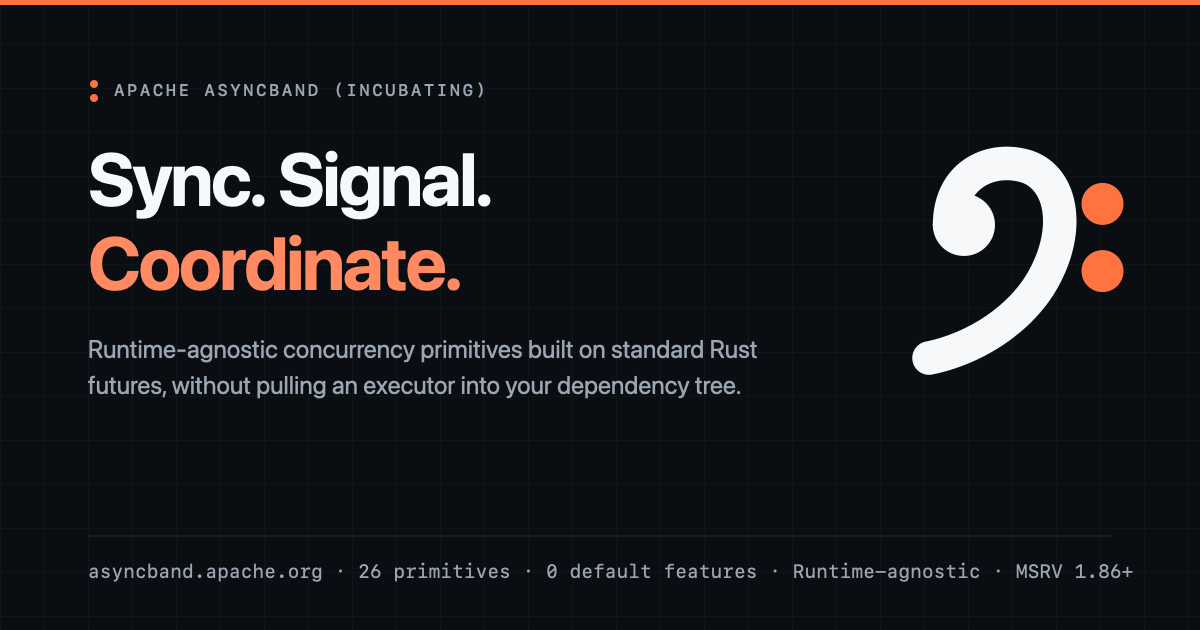 APACHE ASYNCBAND (INCUBATING)
Sync. Signal.
Coordinate.
Runtime-agnostic concurrency primitives built on standard Rust
futures, without pulling an executor into your dependency tree.
asyncband.apache.org · 26 primitives · 0 default features · Runtime-agnostic · MSRV 1.86+